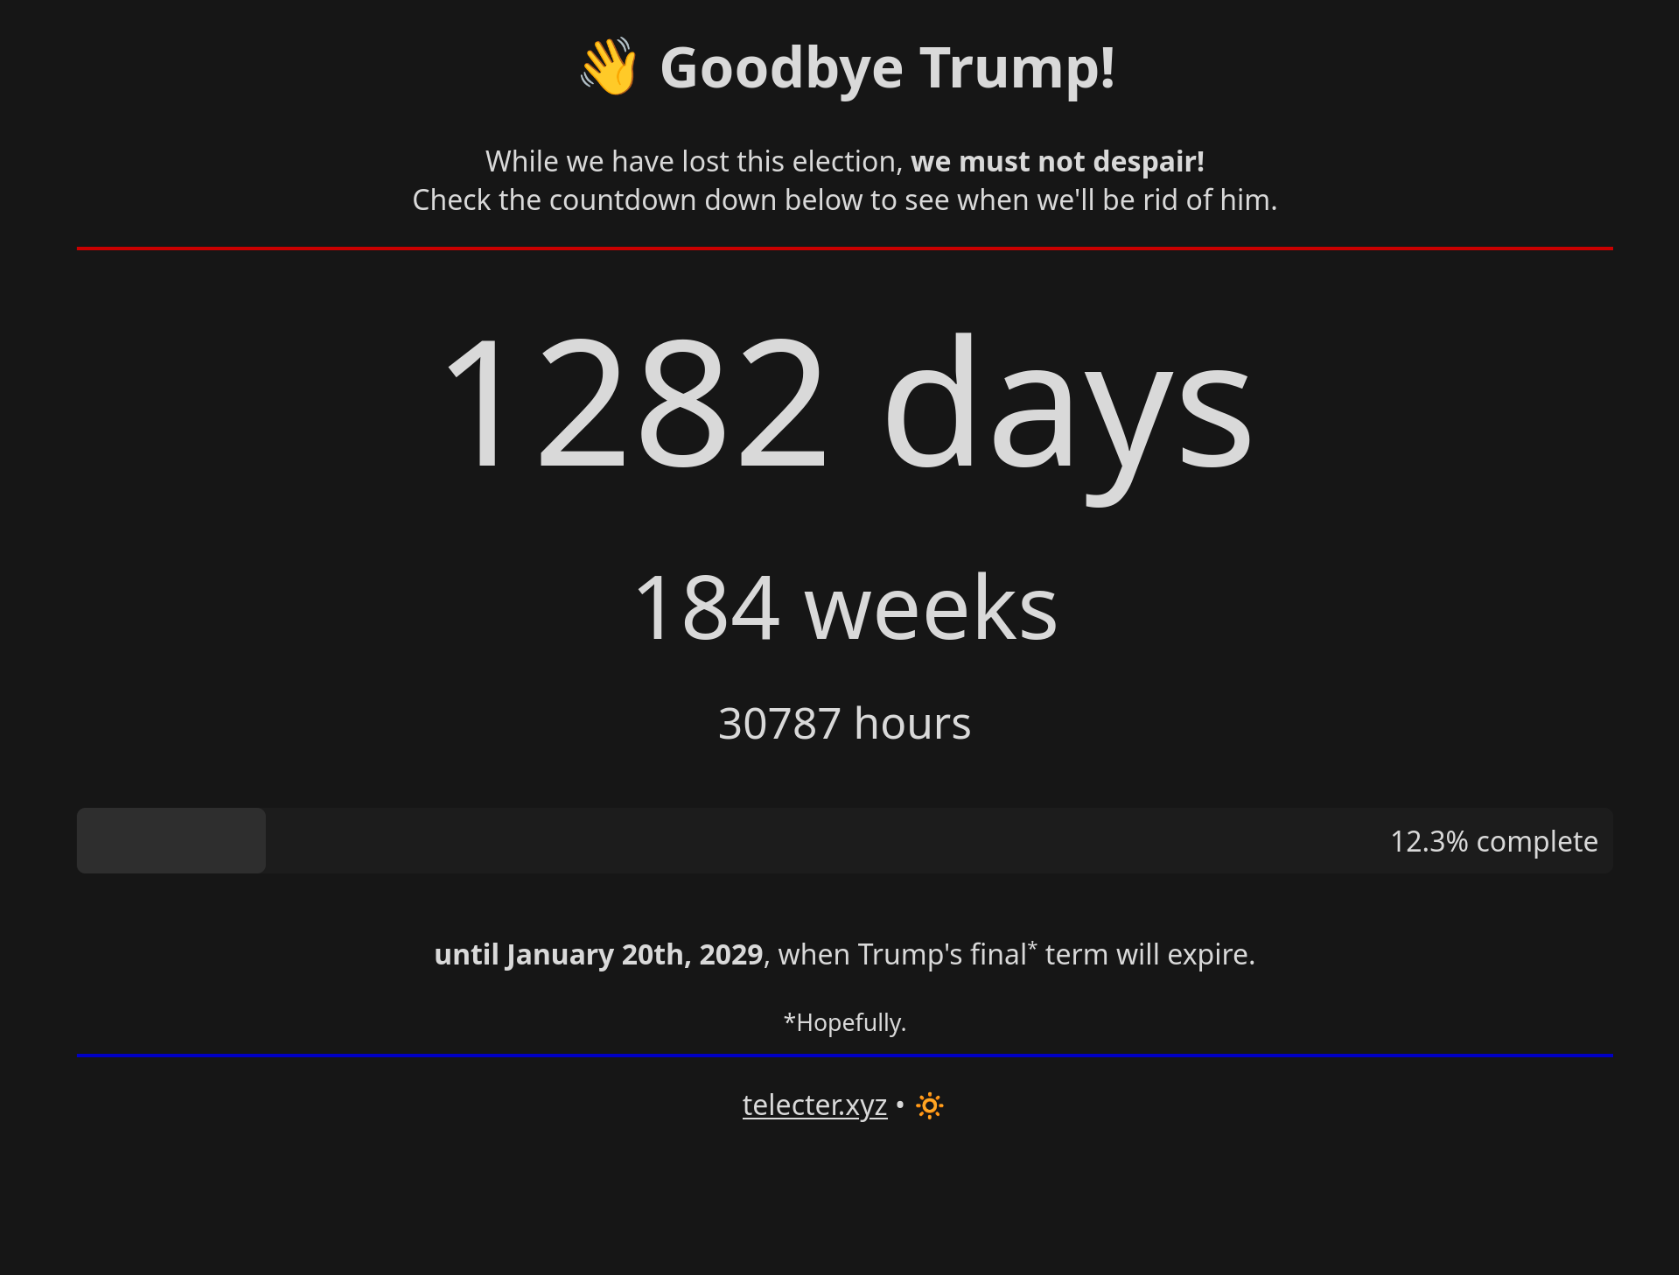 👋 Goodbye Trump!
While we have lost this election, we must not despair!
Check the countdown down below to see when we'll be rid of him.
1282 days
184 weeks
30787 hours
12.3% complete
until January 20th, 2029, when Trump's final* term will expire.
*Hopefully.
telecter.xyz • 🔅